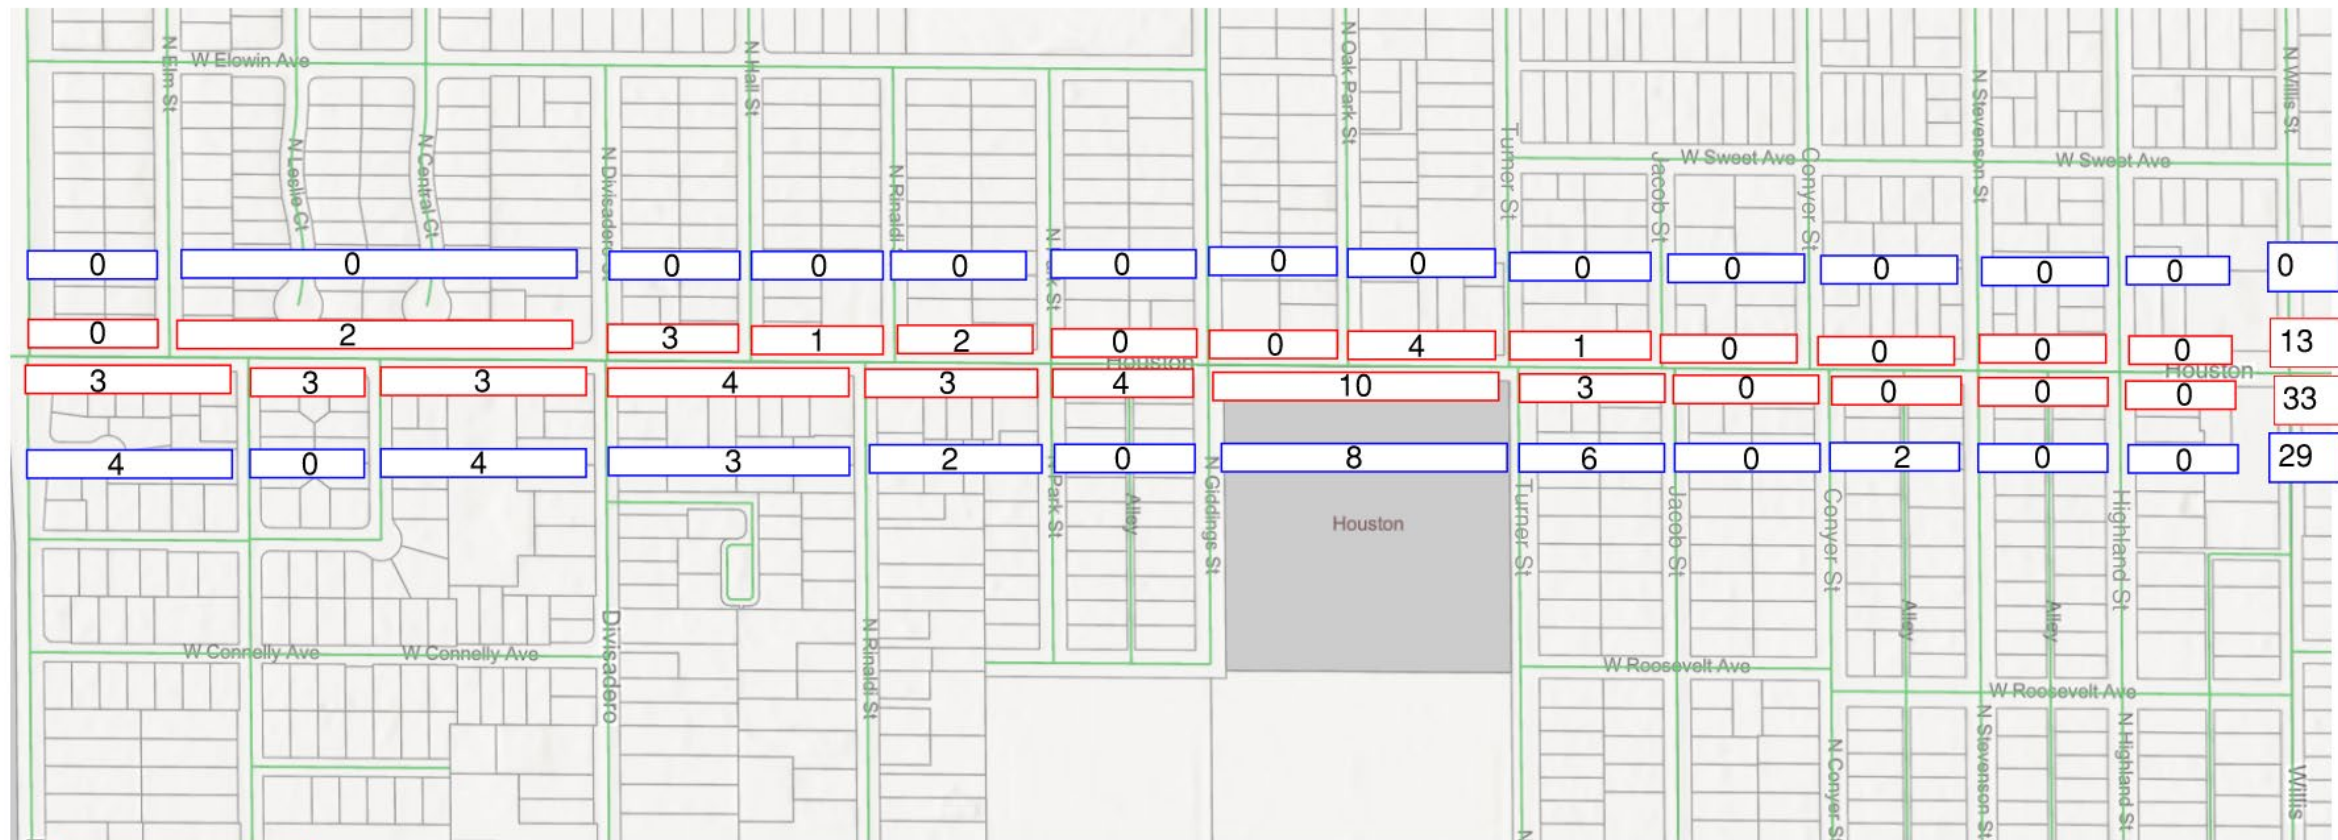 N Elm St
W Elowin Ave
N Hall St
N Oak Park St
N Willis St
N Leslie Ct
N Central Ct
N Divisadero St
N Rinaldi
Turner St
Jacob St
W Sweet Ave
Conyer St
N Stevenson St
W Sweet Ave
N Park St
0 0 0 0 0 0 0 0 0 0 0 0 0 0
0 2 3 1 2 0 0 4 1 0 0 0 0 13
Houston
Houston
3 3 3 4 3 4 10 3 0 0 0 0 33
4 0 4 3 2 0 8 6 0 2 0 0 29
Park St
Alley
N Giddings St
Houston
Turner St
Jacob St
Conyer St
Highland St
Alley
Alley
W Connelly Ave
W Connelly Ave
Divisadero
N Rinaldi St
W Roosevelt Ave
W Roosevelt Ave
N Conyer St
N Stevenson St
N Highland St
Willis
N